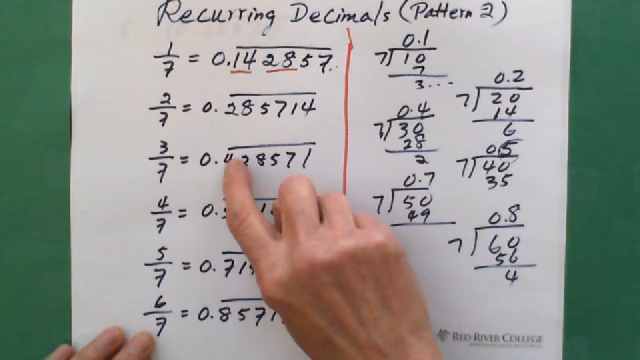 Recurring Decimals (Pattern 2)
1/7 = 0.142857..
2/7 = 0.285714
3/7 = 0.428571
4/7 = 0.
5/7 = 0.71
6/7 = 0.8571
0.1
7 10
7
3...
0.2
7 20
14
6
0.4
7 30
28
2
0.5
7 40
35
0.7
7 50
49
0.8
7 60
56
4
RED RIVER COLLEGE